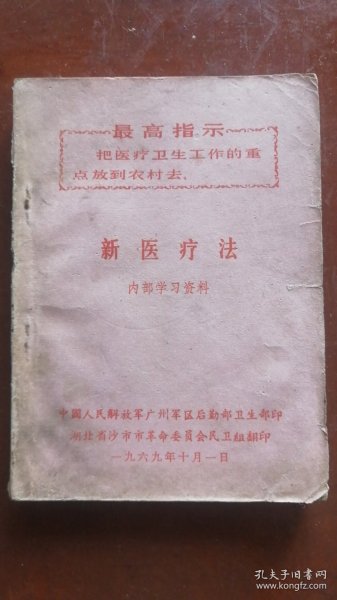 最高指示
把医疗卫生工作的重
点放到农村去、
新医疗法
内部学习资料
中國人民解放军广州军区后勤部卫生部印
湖北省沙市市革命委员会民卫组翻印
一九六九年十月一日
孔夫子旧书网